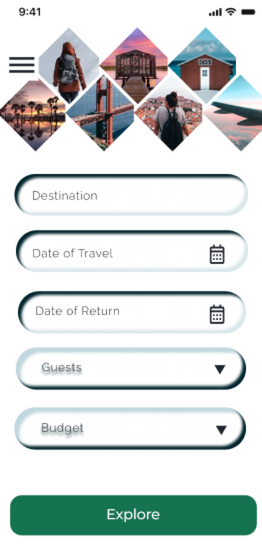 9:41
Destination
Date of Travel
Date of Return
Guests
Budget
Explore